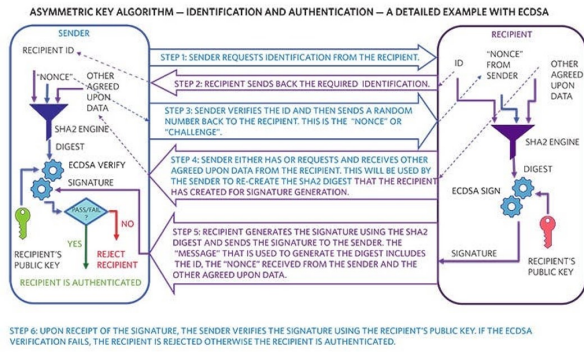 ASYMMETRIC KEY ALGORITHM — IDENTIFICATION AND AUTHENTICATION — A DETAILED EXAMPLE WITH ECDSA
SENDER
RECIPIENT ID
"NONCE"
OTHER
AGREED
UPON
DATA
SHA2 ENGINE
DIGEST
ECDSA VERIFY
SIGNATURE
PASS/FAIL
?
NO
YES
REJECT
RECIPIENT
RECIPIENT'S
PUBLIC KEY
RECIPIENT IS AUTHENTICATED
STEP 1: SENDER REQUESTS IDENTIFICATION FROM THE RECIPIENT.
STEP 2: RECIPIENT SENDS BACK THE REQUIRED IDENTIFICATION.
STEP 3: SENDER VERIFIES THE ID AND THEN SENDS A RANDOM
NUMBER BACK TO THE RECIPIENT. THIS IS THE "NONCE" OR
"CHALLENGE".
STEP 4: SENDER EITHER HAS OR REQUESTS AND RECEIVES OTHER
AGREED UPON DATA FROM THE RECIPIENT. THIS WILL BE USED BY
THE SENDER TO RE-CREATE THE SHA2 DIGEST THAT THE RECIPIENT
HAS CREATED FOR SIGNATURE GENERATION.
STEP 5: RECIPIENT GENERATES THE SIGNATURE USING THE SHA2
DIGEST AND SENDS THE SIGNATURE TO THE SENDER. THE
"MESSAGE" THAT IS USED TO GENERATE THE DIGEST INCLUDES
THE ID, THE "NONCE" RECEIVED FROM THE SENDER AND THE
OTHER AGREED UPON DATA.
RECIPIENT
ID
"NONCE"
FROM
SENDER
OTHER
AGREED
UPON
DATA
SHA2 ENGINE
DIGEST
ECDSA SIGN
SIGNATURE
RECIPIENT'S
PUBLIC KEY
STEP 6: UPON RECEIPT OF THE SIGNATURE, THE SENDER VERIFIES THE SIGNATURE USING THE RECIPIENT'S PUBLIC KEY. IF THE ECDSA
VERIFICATION FAILS, THE RECIPIENT IS REJECTED OTHERWISE THE RECIPIENT IS AUTHENTICATED.